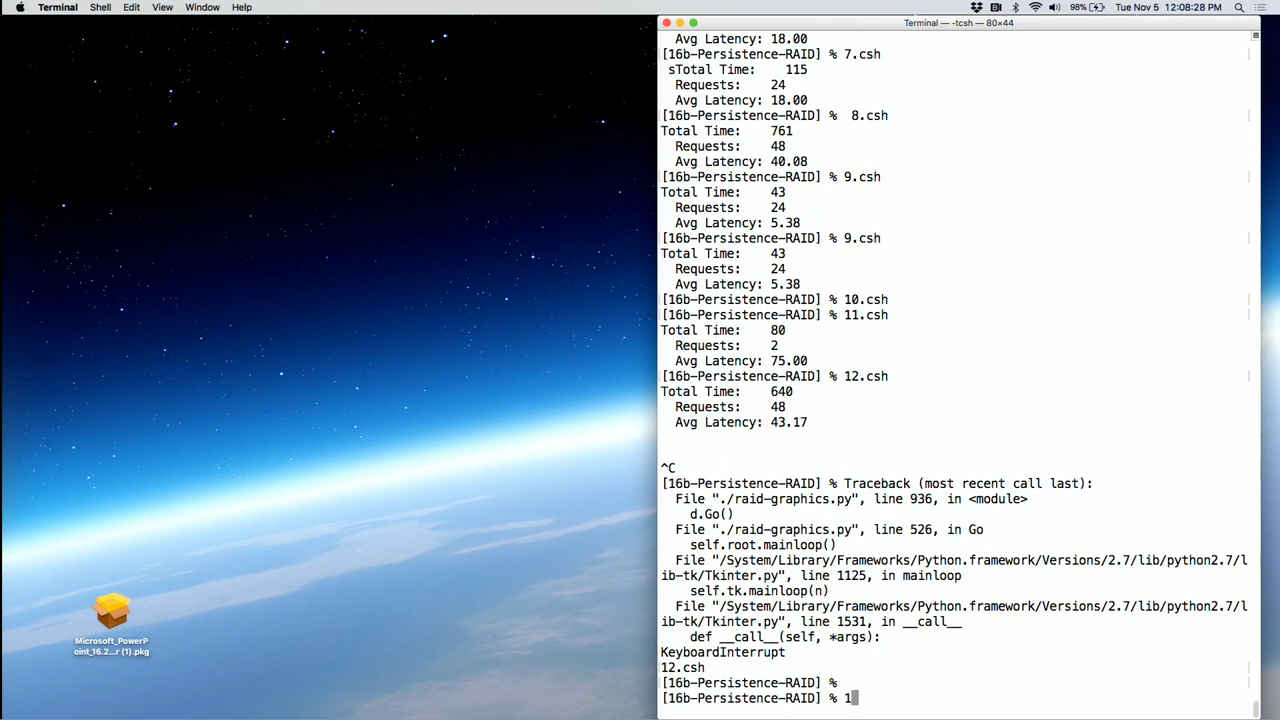 Terminal Shell Edit View Window Help 98% Tue Nov 5 12:08:28 PM
Terminal — -tcsh — 80×44
Avg Latency: 18.00
[16b-Persistence-RAID] % 7.csh
sTotal Time: 115
Requests: 24
Avg Latency: 18.00
[16b-Persistence-RAID] % 8.csh
Total Time: 761
Requests: 48
Avg Latency: 40.08
[16b-Persistence-RAID] % 9.csh
Total Time: 43
Requests: 24
Avg Latency: 5.38
[16b-Persistence-RAID] % 9.csh
Total Time: 43
Requests: 24
Avg Latency: 5.38
[16b-Persistence-RAID] % 10.csh
[16b-Persistence-RAID] % 11.csh
Total Time: 80
Requests: 2
Avg Latency: 75.00
[16b-Persistence-RAID] % 12.csh
Total Time: 640
Requests: 48
Avg Latency: 43.17
^C
[16b-Persistence-RAID] % Traceback (most recent call last):
File "./raid-graphics.py", line 936, in <module>
d.Go()
File "./raid-graphics.py", line 526, in Go
self.root.mainloop()
File "/System/Library/Frameworks/Python.framework/Versions/2.7/lib/python2.7/l
ib-tk/Tkinter.py", line 1125, in mainloop
self.tk.mainloop(n)
File "/System/Library/Frameworks/Python.framework/Versions/2.7/lib/python2.7/l
ib-tk/Tkinter.py", line 1531, in __call__
def __call__(self, *args):
KeyboardInterrupt
12.csh
[16b-Persistence-RAID] %
[16b-Persistence-RAID] % 1
Microsoft_PowerP
oint_16.2...r (1).pkg